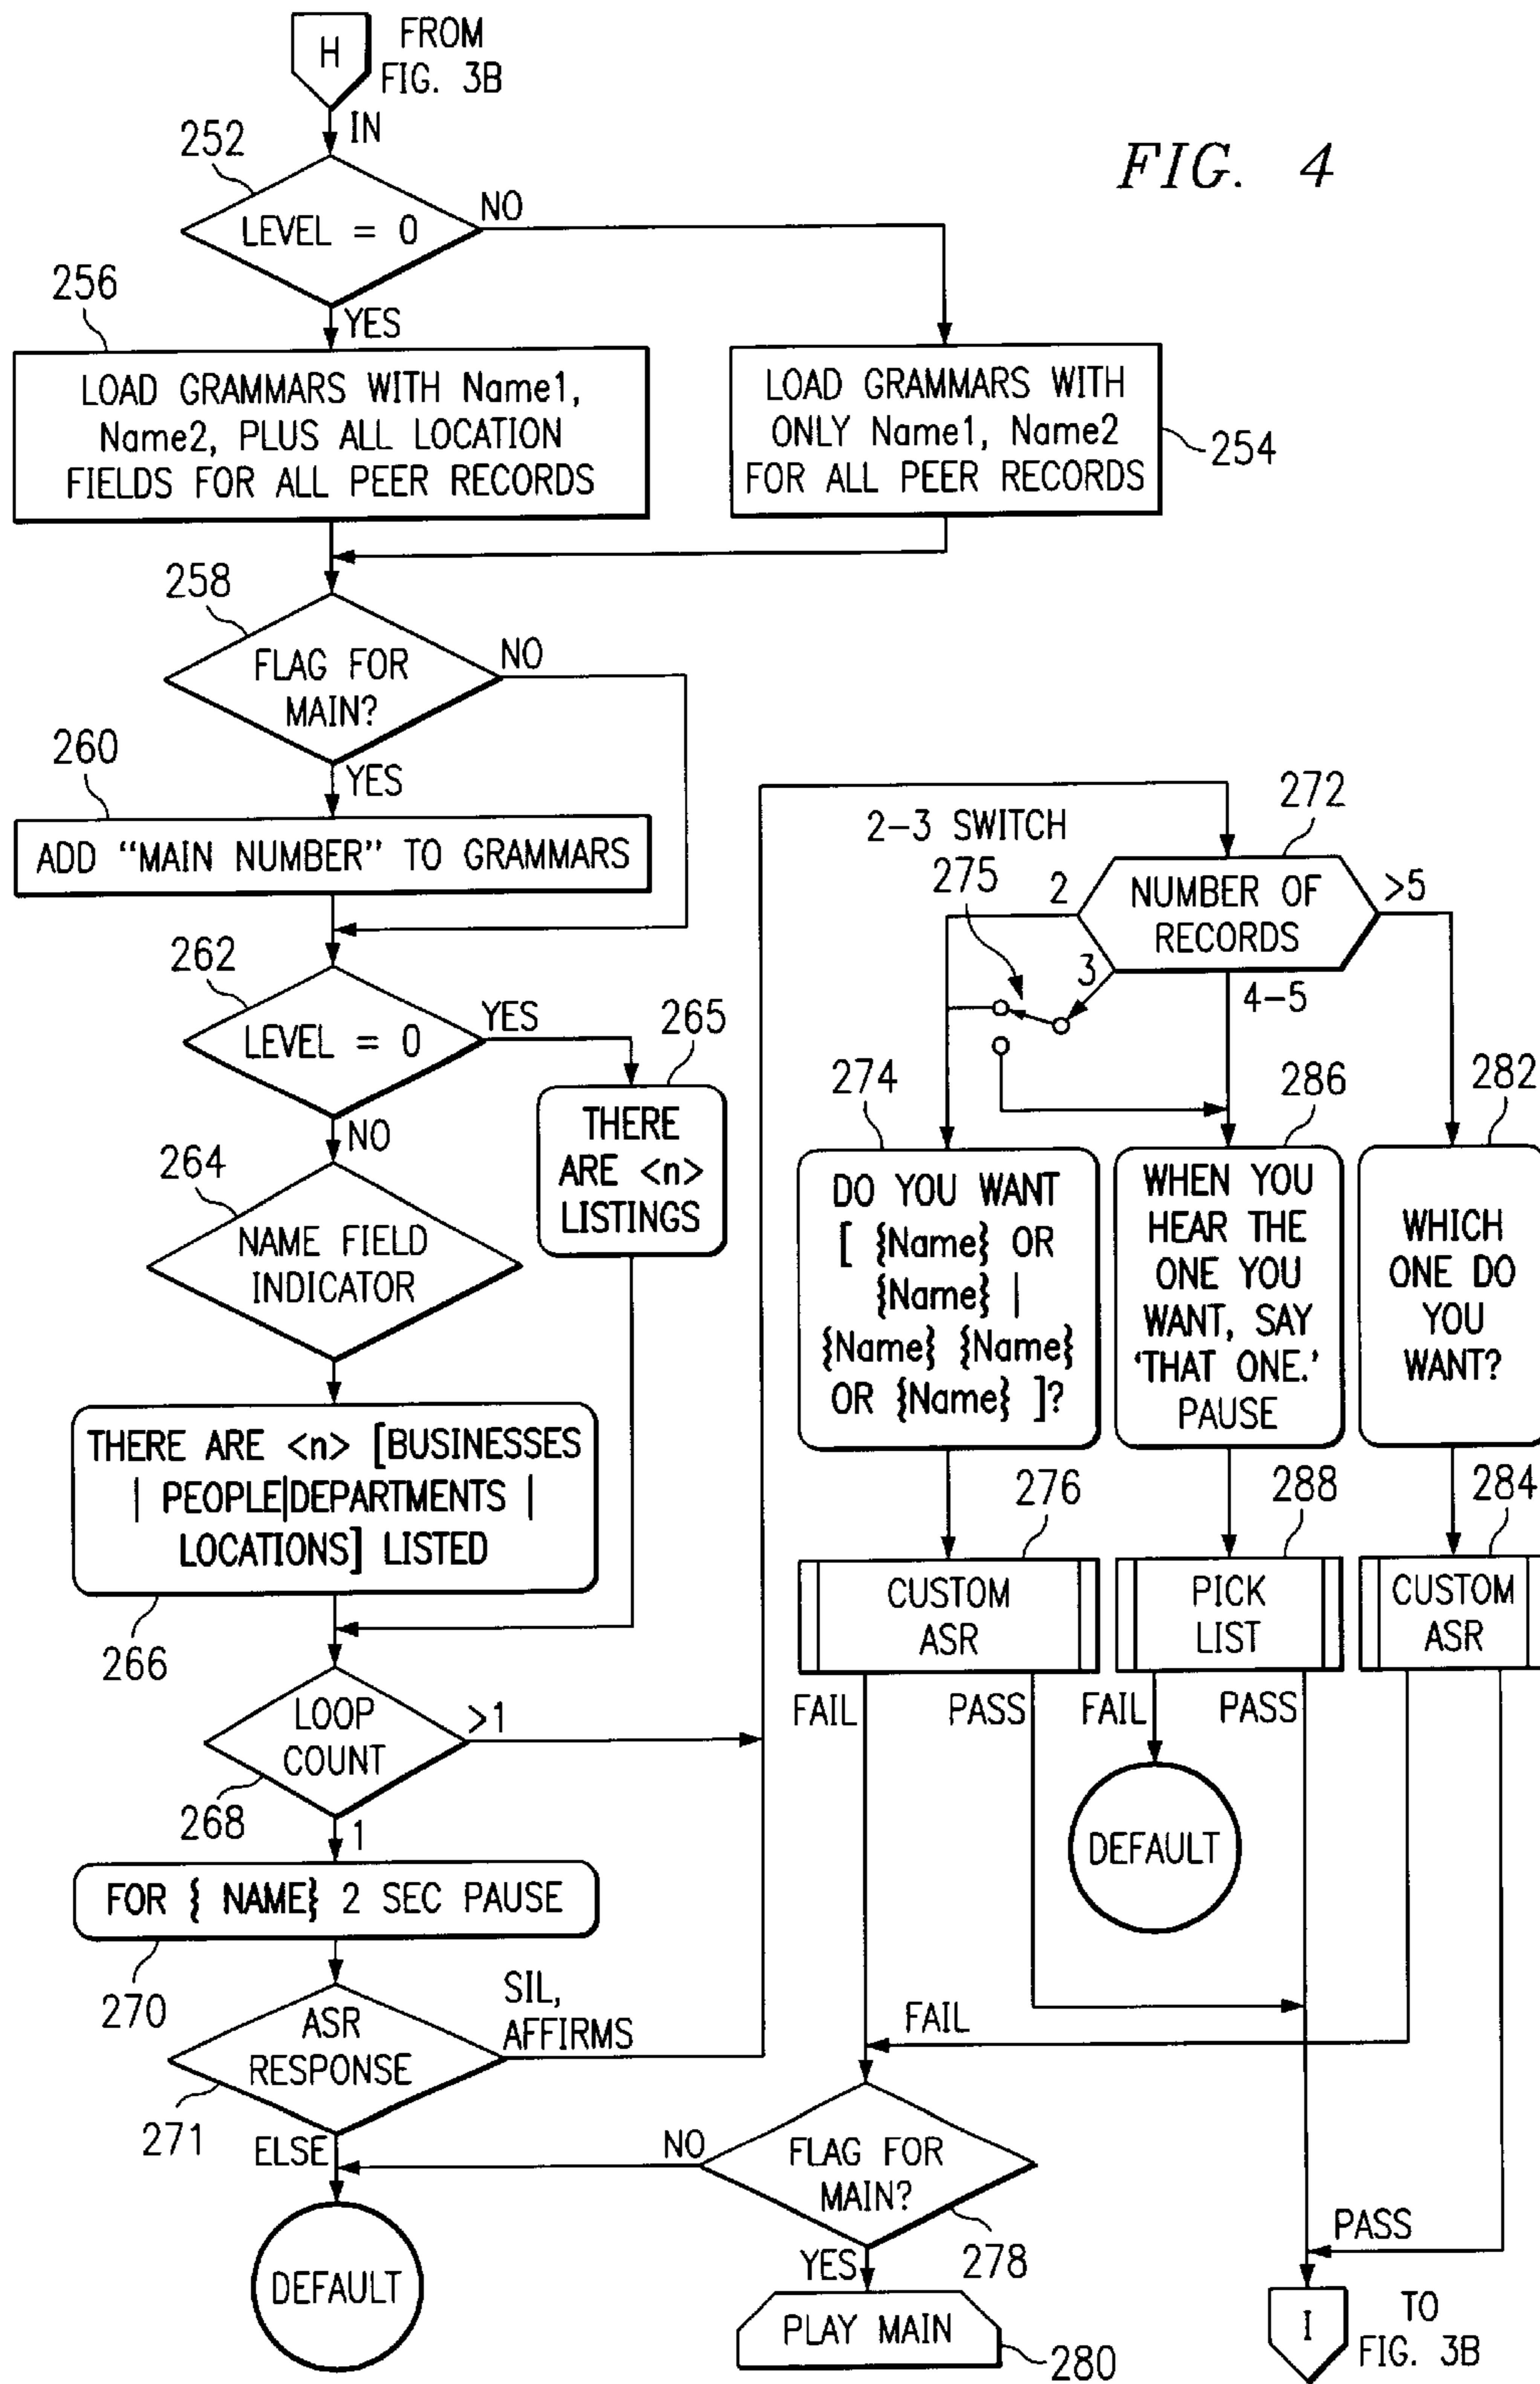 H
FROM
FIG. 3B
IN
FIG. 4
252
LEVEL = 0
NO
YES
256
LOAD GRAMMARS WITH Name1,
Name2, PLUS ALL LOCATION
FIELDS FOR ALL PEER RECORDS
LOAD GRAMMARS WITH
ONLY Name1, Name2
FOR ALL PEER RECORDS
254
258
FLAG FOR
MAIN?
NO
YES
260
ADD “MAIN NUMBER” TO GRAMMARS
262
LEVEL = 0
YES
NO
265
THERE
ARE <n>
LISTINGS
264
NAME FIELD
INDICATOR
THERE ARE <n> [BUSINESSES
| PEOPLE|DEPARTMENTS |
LOCATIONS] LISTED
266
LOOP
COUNT
>1
268
1
FOR { NAME} 2 SEC PAUSE
270
ASR
RESPONSE
SIL,
AFFIRMS
271
ELSE
DEFAULT
2-3 SWITCH
275
272
NUMBER OF
RECORDS
2
3
4-5
>5
274
DO YOU WANT
[ {Name} OR
{Name} |
{Name} {Name}
OR {Name} ]?
286
WHEN YOU
HEAR THE
ONE YOU
WANT, SAY
‘THAT ONE.’
PAUSE
282
WHICH
ONE DO
YOU
WANT?
276
CUSTOM
ASR
288
PICK
LIST
284
CUSTOM
ASR
FAIL
PASS
FAIL
PASS
DEFAULT
FAIL
FLAG FOR
MAIN?
NO
YES
278
PLAY MAIN
280
PASS
I
TO
FIG. 3B